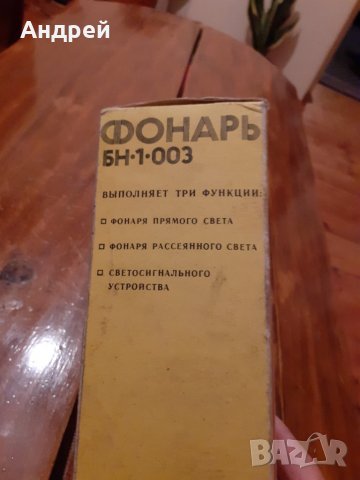 Андрей
ФОНАРЬ
БН·1·003
ВЫПОЛНЯЕТ ТРИ ФУНКЦИИ:
ФОНАРЯ ПРЯМОГО СВЕТА
ФОНАРЯ РАССЕЯННОГО СВЕТА
СВЕТОСИГНАЛЬНОГО
УСТРОЙСТВА
BAZAR